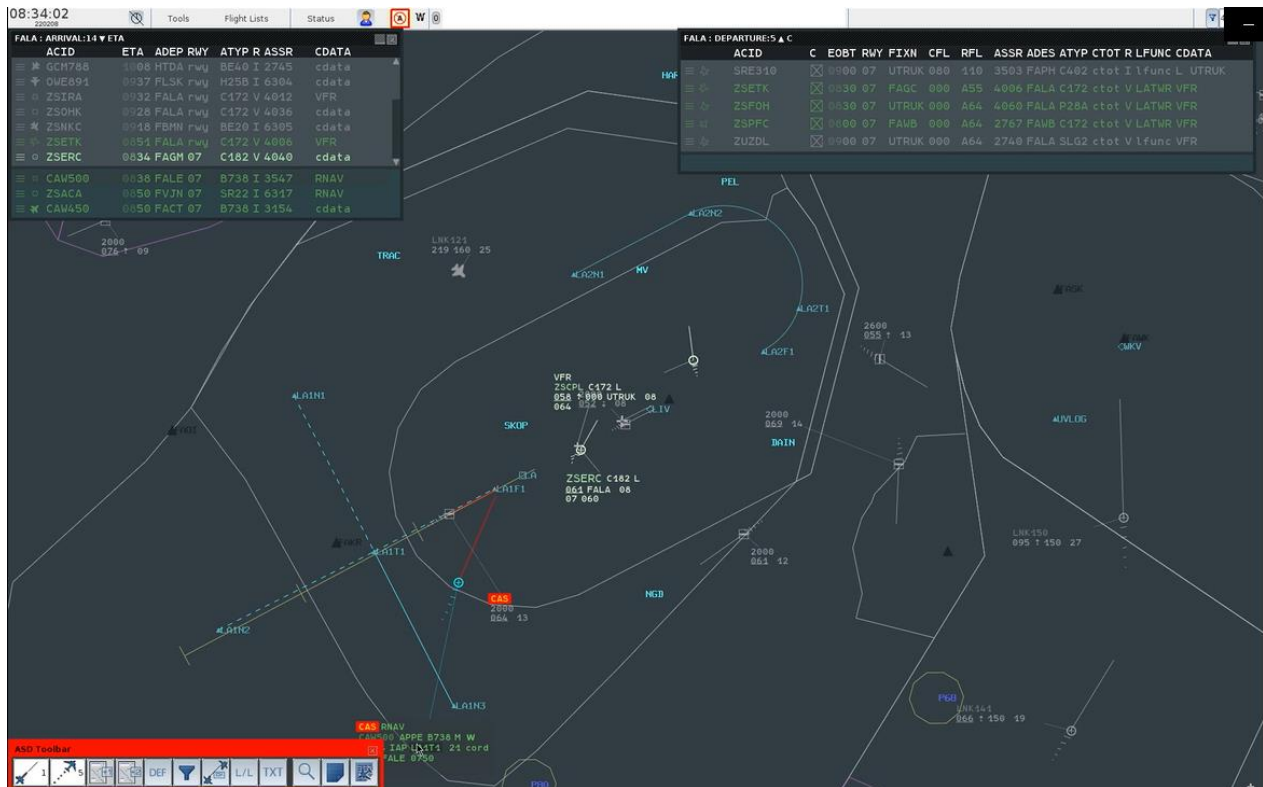 08:34:02
220208
Tools Flight Lists Status W 0
FALA : ARRIVAL:14 ▼ ETA
ACID ETA ADEP RWY ATYP R ASSR CDATA
GCM788 1008 HTDA rwy BE40 I 2745 cdata
OWE891 0937 FLSK rwy H25B I 6304 cdata
ZSIRA 0932 FALA rwy C172 V 4012 VFR
ZSOHK 0928 FALA rwy C172 V 4036 VFR
ZSNKC 0918 FBMN rwy BE20 I 6305 cdata
ZSETK 0851 FALA rwy C172 V 4006 VFR
ZSERC 0834 FAGM 07 C182 V 4040 cdata
CAW500 0838 FALE 07 B738 I 3547 RNAV
ZSACA 0850 FVJN 07 SR22 I 6317 RNAV
CAW450 0850 FACT 07 B738 I 3154 cdata
FALA : DEPARTURE:5 ▲ C
ACID C EOBT RWY FIXN CFL RFL ASSR ADES ATYP CTOT R LFUNC CDATA
SRE310 0900 07 UTRUK 080 110 3503 FAPM C402 ctot I lfunc L UTRUK
ZSETK 0830 07 FAGC 000 A55 4006 FALA C172 ctot V LATWR VFR
ZSFOH 0830 07 UTRUK 000 A64 4060 FALA P28A ctot V LATWR VFR
ZSPFC 0800 07 FAWB 000 A64 2767 FAWB C172 ctot V LATWR VFR
ZUZDL 0900 07 UTRUK 000 A64 2740 FALA SLG2 ctot V lfunc VFR
PEL
LA2N2
2000
076 ↑ 09
LNK121
219 160 25
TRAC
LA2N1
MV
LA2T1
2600
055 ↑ 13
LA2F1
WKV
VFR
ZSCPL C172 L
058 ↑ 000 UTRUK 08
064
LIV
LA1N1
SKOP
2000
069 14
DAIN
UVLOG
ZSERC C182 L
061 FALA 08
07 060
LA
LA1F1
LA1T1
LNK150
095 ↑ 150 27
2000
061 12
CAS
2000
064 13
NGB
LA1N2
LA1N3
P68
LNK141
066 ↑ 150 19
CAS RNAV
CAW500 APPE B738 M W
IAP LA1T1 21 cord
FALE 0750
ASD Toolbar
1 5 DEF L/L TXT